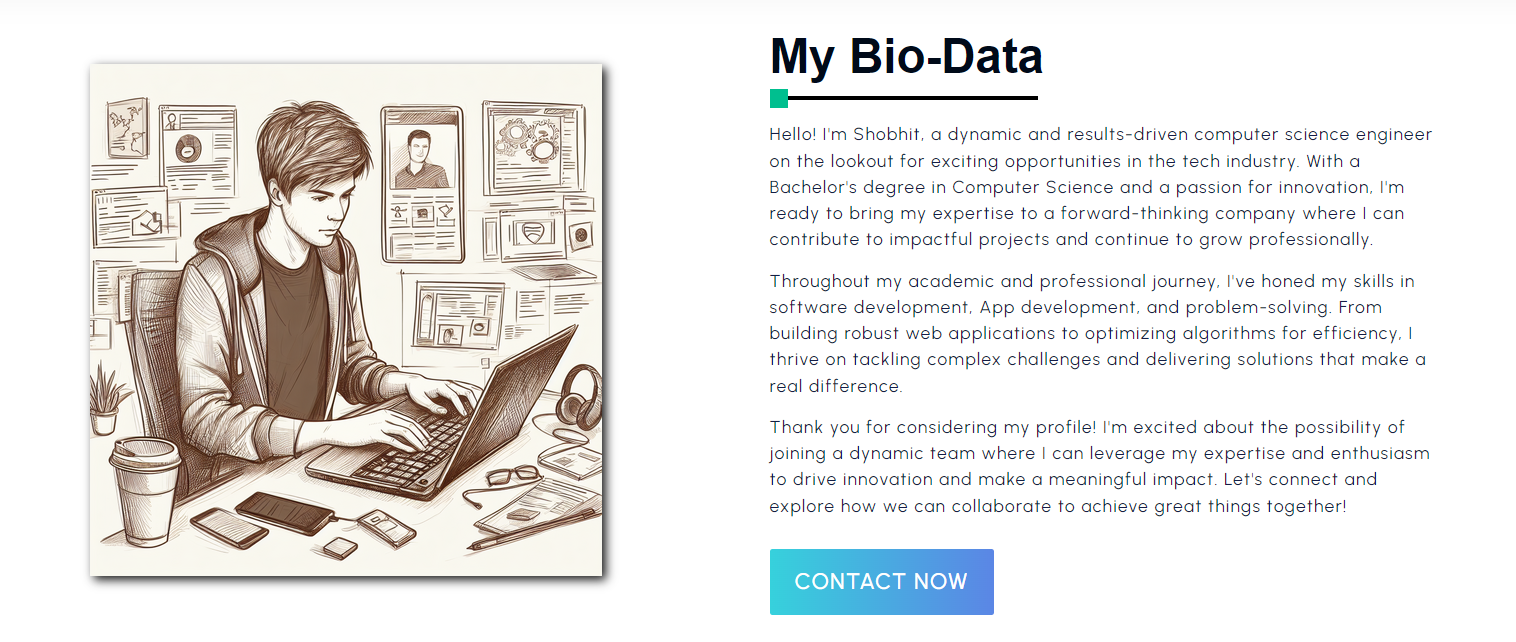 My Bio-Data
Hello! I'm Shobhit, a dynamic and results-driven computer science engineer
on the lookout for exciting opportunities in the tech industry. With a
Bachelor's degree in Computer Science and a passion for innovation, I'm
ready to bring my expertise to a forward-thinking company where I can
contribute to impactful projects and continue to grow professionally.
Throughout my academic and professional journey, I've honed my skills in
software development, App development, and problem-solving. From
building robust web applications to optimizing algorithms for efficiency, I
thrive on tackling complex challenges and delivering solutions that make a
real difference.
Thank you for considering my profile! I'm excited about the possibility of
joining a dynamic team where I can leverage my expertise and enthusiasm
to drive innovation and make a meaningful impact. Let's connect and
explore how we can collaborate to achieve great things together!
CONTACT NOW